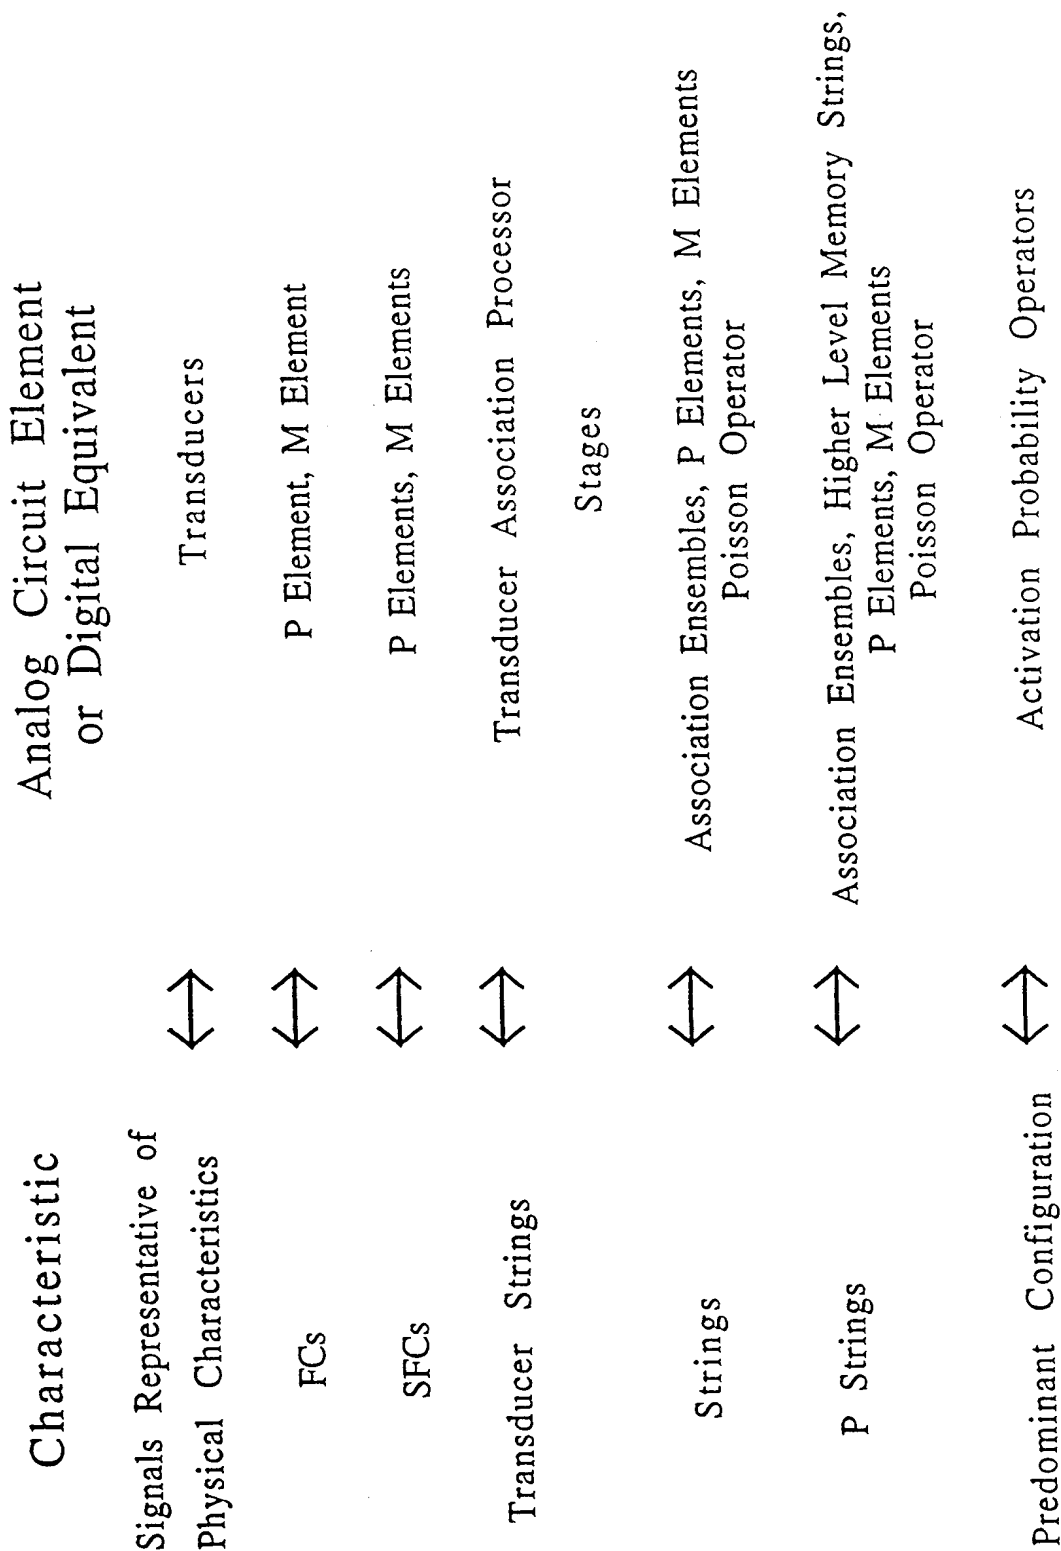 Characteristic
Analog Circuit Element
or Digital Equivalent
Signals Representative of
Physical Characteristics
Transducers
FCs
P Element, M Element
SFCs
P Elements, M Elements
Transducer Strings
Transducer Association Processor
Stages
Strings
Association Ensembles, P Elements, M Elements
Poisson Operator
P Strings
Association Ensembles, Higher Level Memory Strings,
P Elements, M Elements
Poisson Operator
Predominant Configuration
Activation Probability Operators